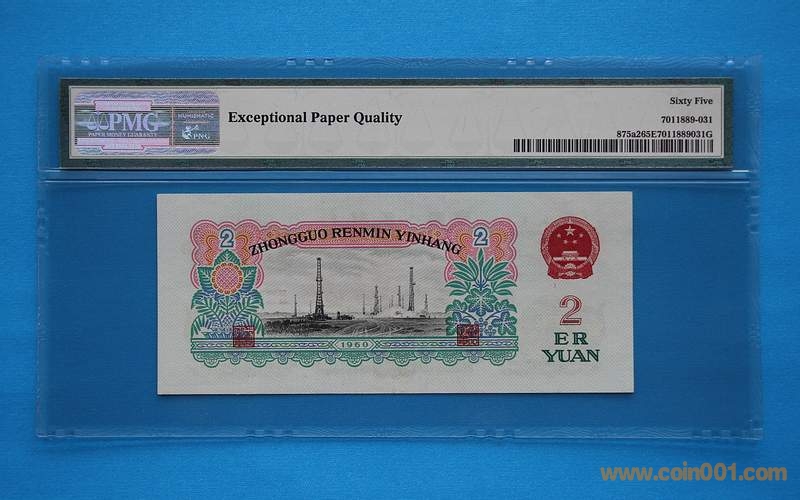 PMG
PAPER MONEY GUARANTY
NUMISMATIC
PNG
Exceptional Paper Quality
Sixty Five
7011889-031
875a265E7011889031G
ZHONGGUO RENMIN YINHANG
2
2
1960
2
ER
YUAN
www.coin001.com